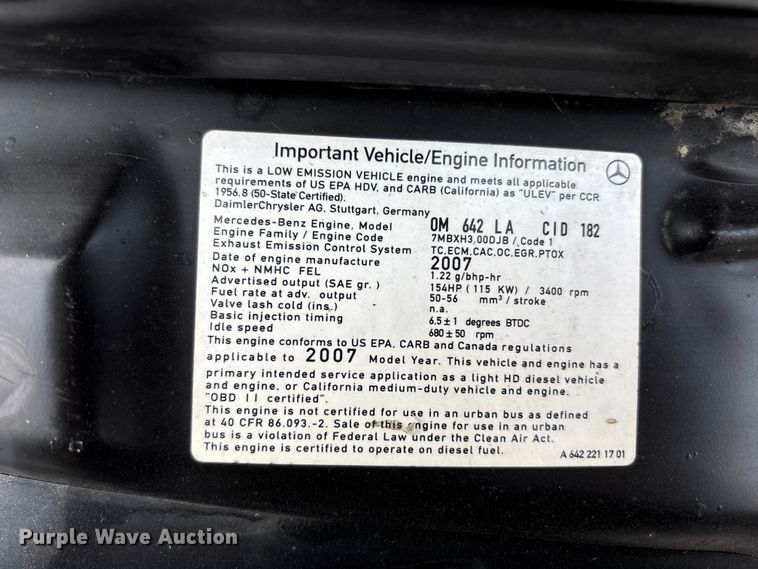 Important Vehicle/Engine Information
This is a LOW EMISSION VEHICLE engine and meets all applicable
requirements of US EPA HDV, and CARB (California) as "ULEV" per CCR
1956.8 (50-State Certified).
DaimlerChrysler AG, Stuttgart, Germany
Mercedes-Benz Engine, Model OM 642 LA CID 182
Engine Family / Engine Code 7MBXH3,00DJB / Code 1
Exhaust Emission Control System TC,ECM,CAC,OC,EGR,PTOX
Date of engine manufacture 2007
NOx + NMHC FEL 1.22 g/bhp-hr
Advertised output (SAE gr.) 154HP (115 KW) / 3400 rpm
Fuel rate at adv. output 50-56 mm³ / stroke
Valve lash cold (ins.) n.a.
Basic injection timing 6.5±1 degrees BTDC
Idle speed 680±50 rpm
This engine conforms to US EPA, CARB and Canada regulations
applicable to 2007 Model Year. This vehicle and engine has a
primary intended service application as a light HD diesel vehicle
and engine, or California medium-duty vehicle and engine.
"OBD II certified".
This engine is not certified for use in an urban bus as defined
at 40 CFR 86.093.-2. Sale of this engine for use in an urban
bus is a violation of Federal Law under the Clean Air Act.
This engine is certified to operate on diesel fuel.
A 642 221 17 01
Purple Wave Auction